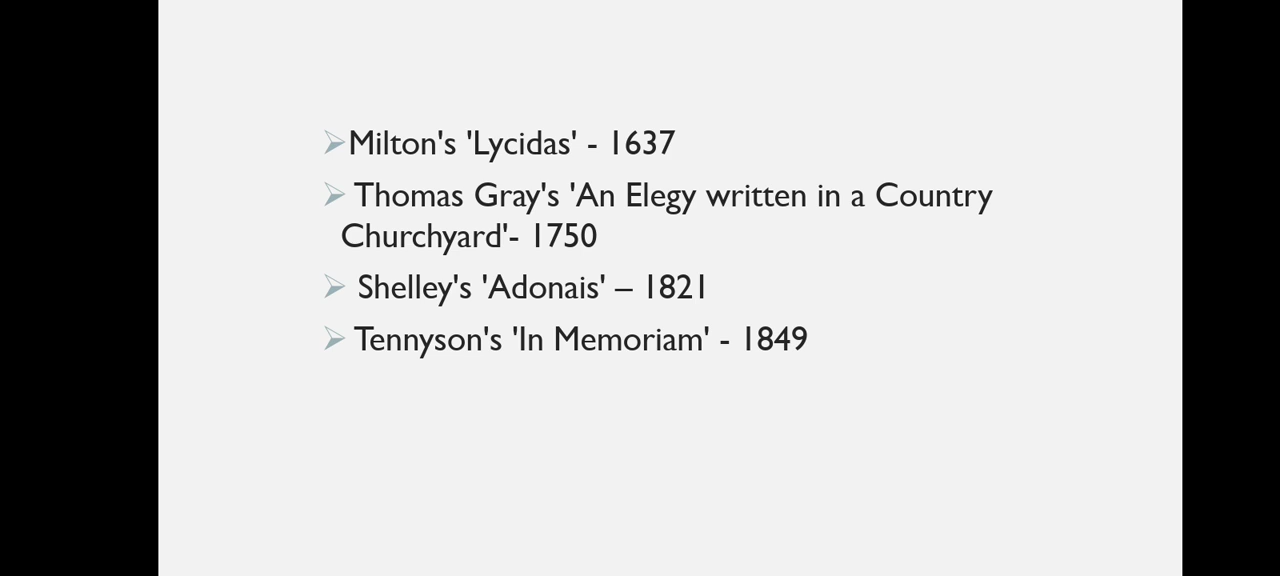 ➢Milton's 'Lycidas' - 1637
➢ Thomas Gray's 'An Elegy written in a Country
Churchyard'- 1750
➢ Shelley's 'Adonais' – 1821
➢ Tennyson's 'In Memoriam' - 1849